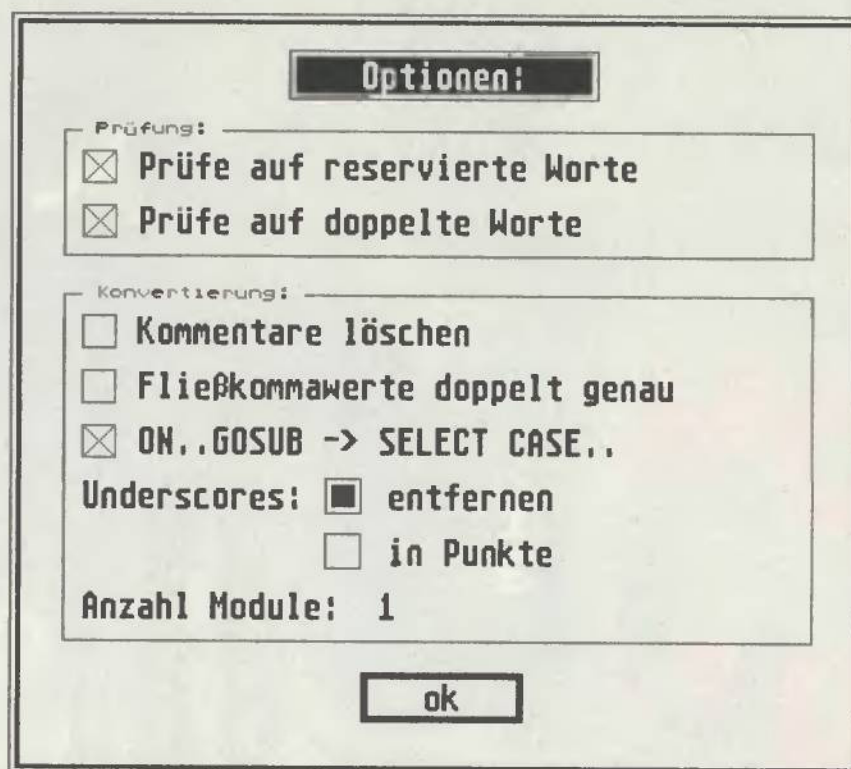 Optionen:
Prüfung:
Prüfe auf reservierte Worte
Prüfe auf doppelte Worte
Konvertierung:
Kommentare löschen
Fließkommawerte doppelt genau
ON..GOSUB -> SELECT CASE..
Underscores: entfernen
in Punkte
Anzahl Module: 1
ok